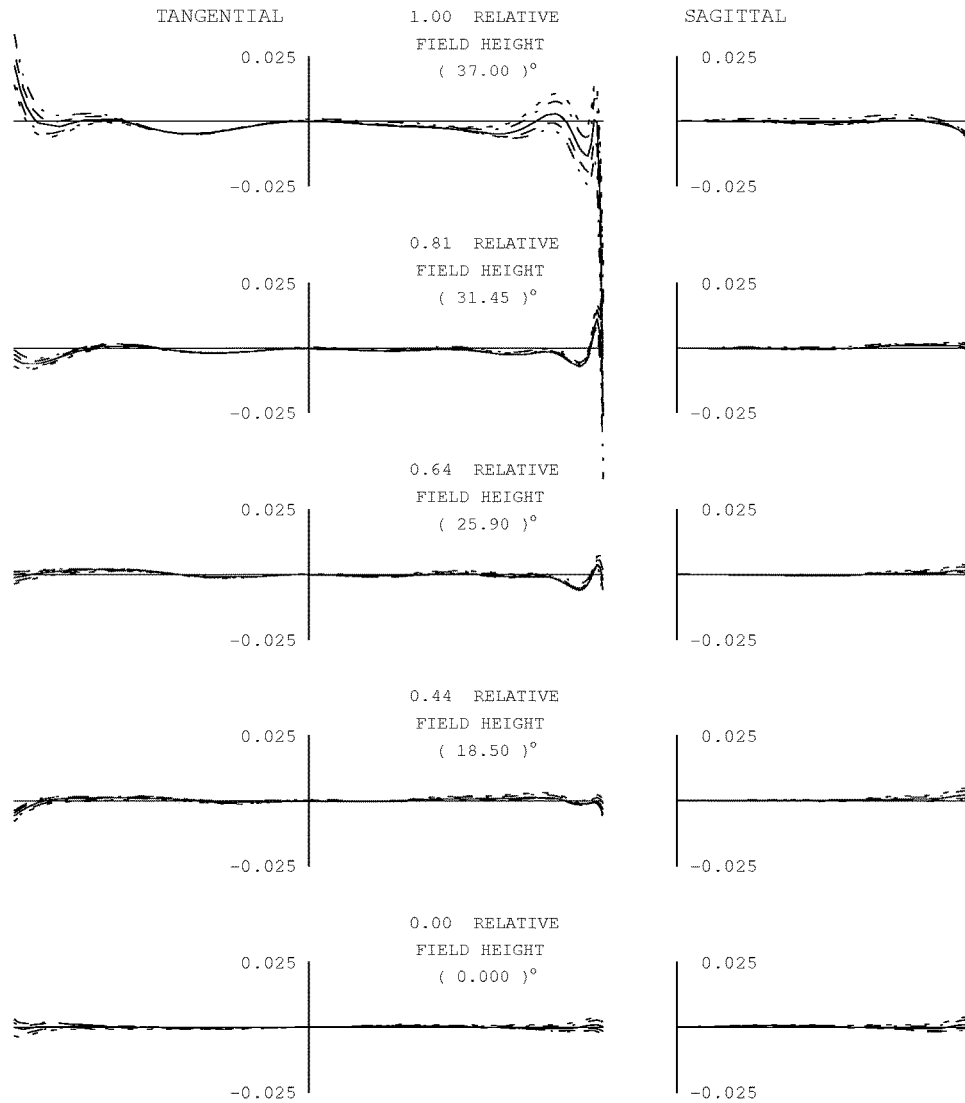 TANGENTIAL 1.00 RELATIVE SAGITTAL
FIELD HEIGHT
0.025 ( 37.00 )° 0.025
-0.025 -0.025
0.81 RELATIVE
FIELD HEIGHT
0.025 ( 31.45 )° 0.025
-0.025 -0.025
0.64 RELATIVE
FIELD HEIGHT
0.025 ( 25.90 )° 0.025
-0.025 -0.025
0.44 RELATIVE
FIELD HEIGHT
0.025 ( 18.50 )° 0.025
-0.025 -0.025
0.00 RELATIVE
FIELD HEIGHT
0.025 ( 0.000 )° 0.025
-0.025 -0.025